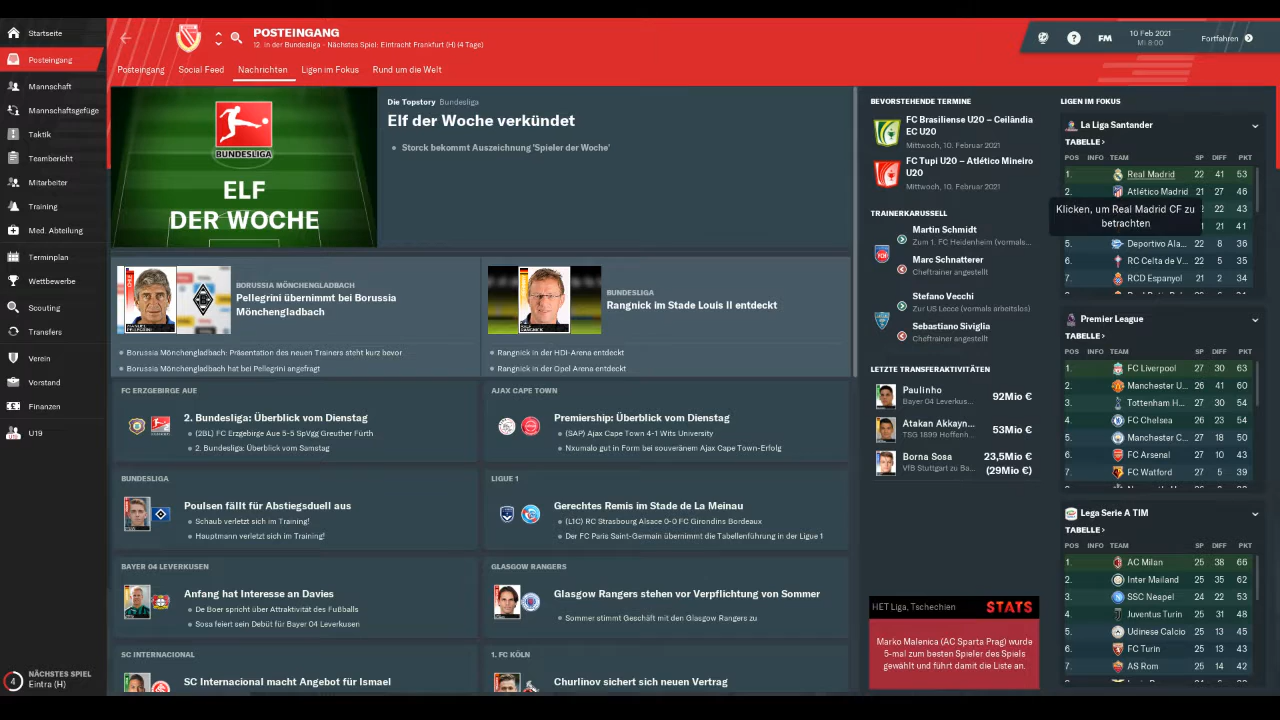 Startseite
Posteingang
Mannschaft
Mannschaftsgefüge
Taktik
Teambericht
Mitarbeiter
Training
Med. Abteilung
Terminplan
Wettbewerbe
Scouting
Transfers
Verein
Vorstand
Finanzen
U19
U19
4
NÄCHSTES SPIEL
Eintra (H)
POSTEINGANG
12. in der Bundesliga - Nächstes Spiel: Eintracht Frankfurt (H) (4 Tage)
? FM
10 Feb 2021
Mi 8:00
Fortfahren
Posteingang Social Feed Nachrichten Ligen im Fokus Rund um die Welt
BUNDESLIGA
ELF
DER WOCHE
Die Topstory Bundesliga
Elf der Woche verkündet
Storck bekommt Auszeichnung 'Spieler der Woche'
BORUSSIA MÖNCHENGLADBACH
Pellegrini übernimmt bei Borussia
Mönchengladbach
Borussia Mönchengladbach: Präsentation des neuen Trainers steht kurz bevor
Borussia Mönchengladbach hat bei Pellegrini angefragt
BUNDESLIGA
Rangnick im Stade Louis II entdeckt
Rangnick in der HDI-Arena entdeckt
Rangnick in der Opel Arena entdeckt
FC ERZGEBIRGE AUE
2. Bundesliga: Überblick vom Dienstag
(2BL) FC Erzgebirge Aue 5-5 SpVgg Greuther Fürth
2. Bundesliga: Überblick vom Samstag
AJAX CAPE TOWN
Premiership: Überblick vom Dienstag
(SAP) Ajax Cape Town 4-1 Wits University
Nxumalo gut in Form bei souveränem Ajax Cape Town-Erfolg
BUNDESLIGA
Poulsen fällt für Abstiegsduell aus
Schaub verletzt sich im Training!
Hauptmann verletzt sich im Training!
LIGUE 1
Gerechtes Remis im Stade de La Meinau
(L1C) RC Strasbourg Alsace 0-0 FC Girondins Bordeaux
Der FC Paris Saint-Germain übernimmt die Tabellenführung in der Ligue 1
BAYER 04 LEVERKUSEN
Anfang hat Interesse an Davies
De Boer spricht über Attraktivität des Fußballs
Sosa feiert sein Debüt für Bayer 04 Leverkusen
GLASGOW RANGERS
Glasgow Rangers stehen vor Verpflichtung von Sommer
Sommer stimmt Geschäft mit den Glasgow Rangers zu
SC INTERNACIONAL
SC Internacional macht Angebot für Ismael
1. FC KÖLN
Churlinov sichert sich neuen Vertrag
BEVORSTEHENDE TERMINE
FC Brasiliense U20 – Ceilândia
EC U20
Mittwoch, 10. Februar 2021
FC Tupi U20 – Atlético Mineiro
U20
Mittwoch, 10. Februar 2021
TRAINERKARUSSELL
Martin Schmidt
Zum 1. FC Heidenheim (vormals...
Marc Schnatterer
Cheftrainer angestellt
Stefano Vecchi
Zur US Lecce (vormals arbeitslos)
Sebastiano Siviglia
Cheftrainer angestellt
LETZTE TRANSFERAKTIVITÄTEN
Paulinho
Bayer 04 Leverkus...
92Mio €
Atakan Akkayn...
TSG 1899 Hoffenh...
53Mio €
Borna Sosa
VfB Stuttgart zu Ba...
23,5Mio €
(29Mio €)
HET Liga, Tschechien STATS
Marko Malenica (AC Sparta Prag) wurde
5-mal zum besten Spieler des Spiels
gewählt und führt damit die Liste an.
LIGEN IM FOKUS
La Liga Santander
TABELLE
POS INFO TEAM SP DIFF PKT
1. Real Madrid 22 41 53
2. Atlético Madrid 21 27 46
22 43
21 41
Klicken, um Real Madrid CF zu
betrachten
5. Deportivo Ala... 22 8 36
6. RC Celta de V... 21 1 35
7. RCD Espanyol 21 2 34
Premier League
TABELLE
POS INFO TEAM SP DIFF PKT
1. FC Liverpool 27 30 63
2. Manchester U... 26 41 60
3. Tottenham H... 27 30 54
4. FC Chelsea 26 23 54
5. Manchester C... 27 18 50
6. FC Arsenal 27 10 43
7. FC Watford 27 5 39
Lega Serie A TIM
TABELLE
POS INFO TEAM SP DIFF PKT
1. AC Milan 25 38 66
2. Inter Mailand 25 35 62
3. SSC Neapel 24 22 53
4. Juventus Turin 25 31 48
5. Udinese Calcio 25 13 45
6. FC Turin 25 13 45
7. AS Rom 25 14 42